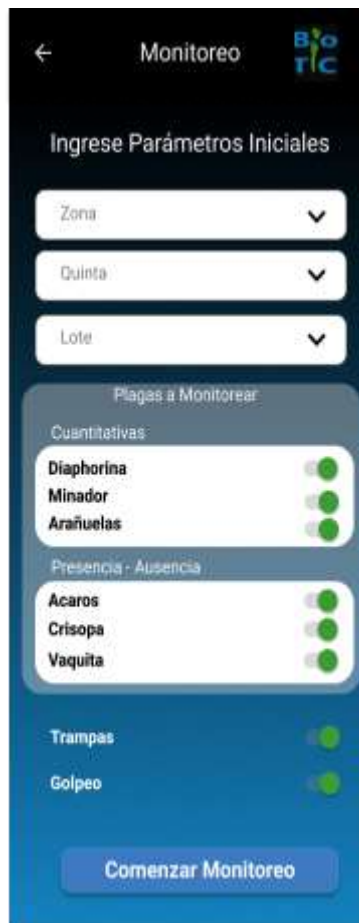 Monitoreo
BIO
TIC
Ingrese Parámetros Iniciales
Zona
Quinta
Lote
Plagas a Monitorear
Cuantitativas
Diaphorina
Minador
Arañuelas
Presencia - Ausencia
Acaros
Crisopa
Vaquita
Trampas
Golpeo
Comenzar Monitoreo